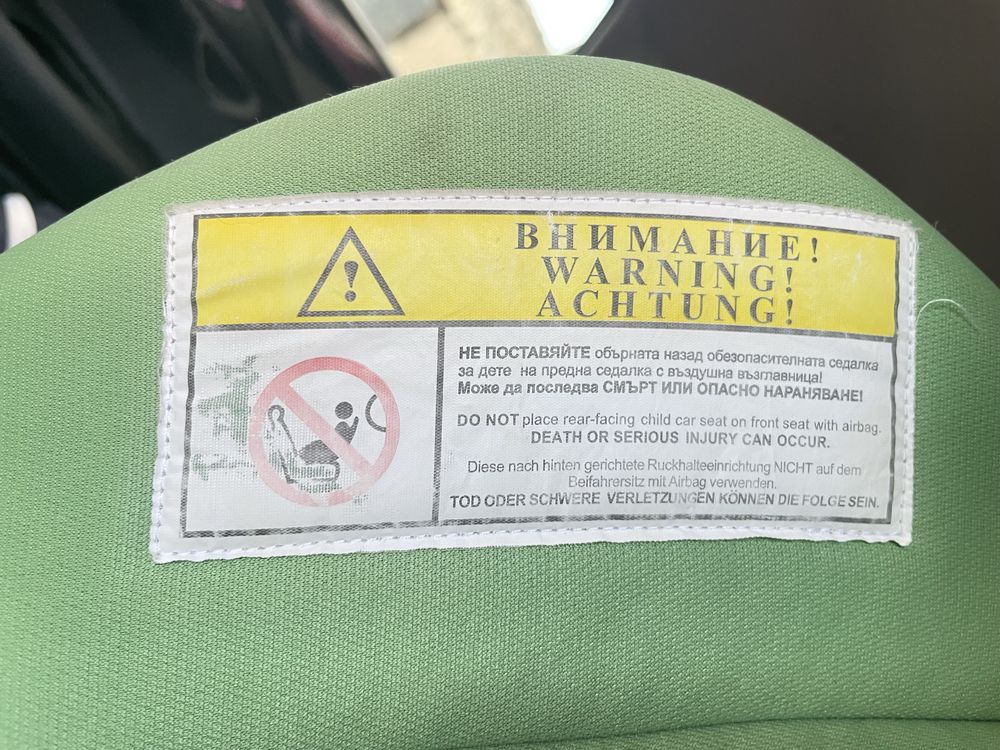 ВНИМАНИЕ!
WARNING!
ACHTUNG!
НЕ ПОСТАВЯЙТЕ обърната назад обезопасителната седалка
за дете на предна седалка с въздушна възглавница!
Може да последва СМЪРТ ИЛИ ОПАСНО НАРАНЯВАНЕ!
DO NOT place rear-facing child car seat on front seat with airbag.
DEATH OR SERIOUS INJURY CAN OCCUR.
Diese nach hinten gerichtete Ruckhalteeinrichtung NICHT auf dem
Beifahrersitz mit Airbag verwenden.
TOD ODER SCHWERE VERLETZUNGEN KÖNNEN DIE FOLGE SEIN.